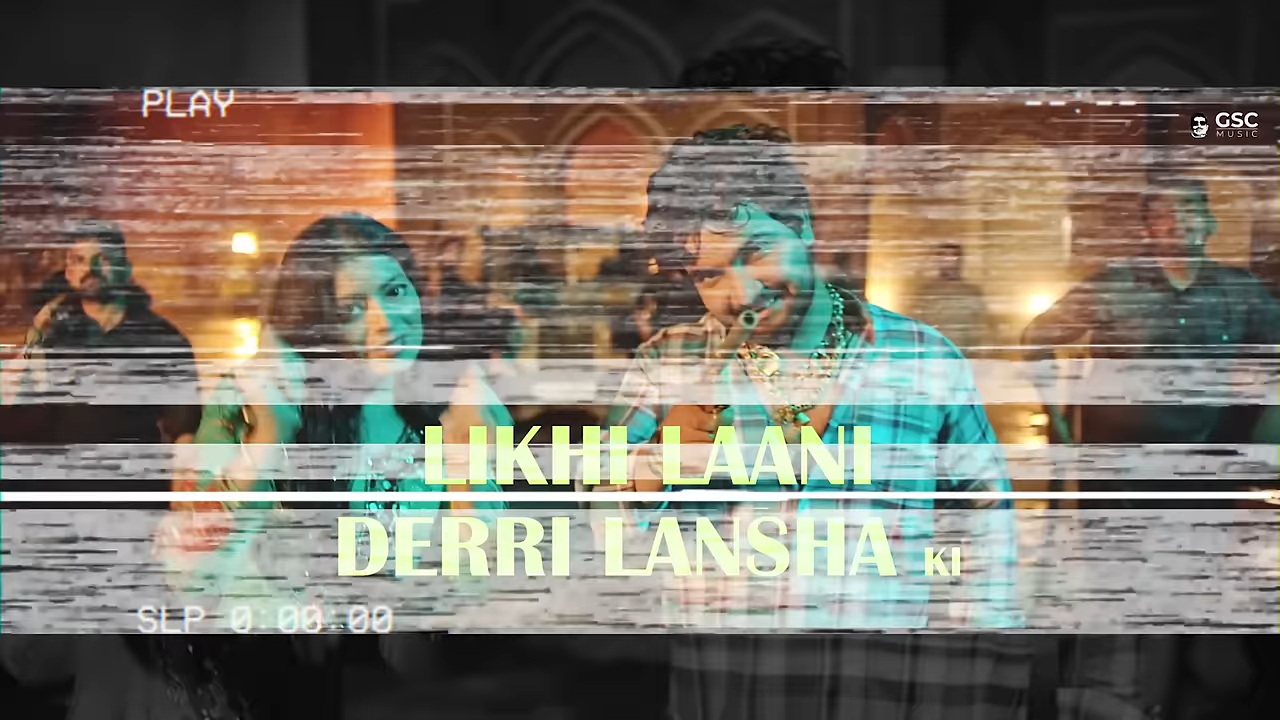 PLAY
GSC
MUSIC
LIKHI LAANI
DERRI LANSHA KI
SLP 0:00:00